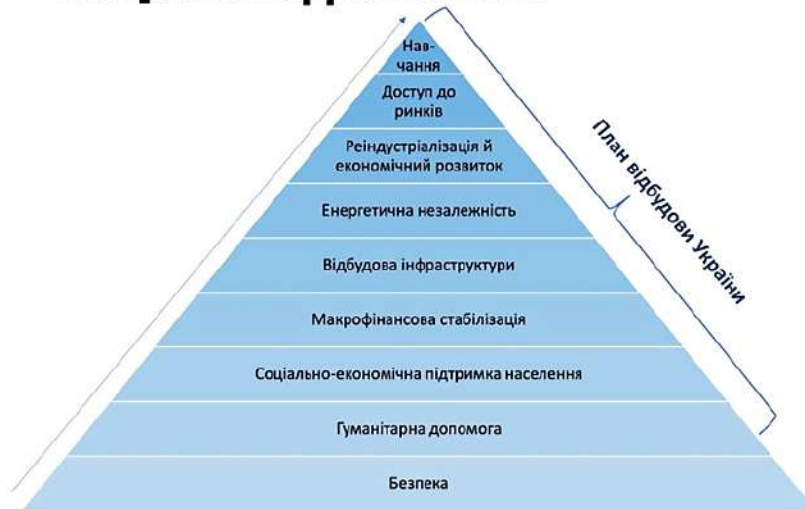 Нав-
чання
Доступ до
ринків
Реіндустріалізація й
економічний розвиток
Енергетична незалежність
Відбудова інфраструктури
Макрофінансова стабілізація
Соціально-економічна підтримка населення
Гуманітарна допомога
Безпека
План відбудови України